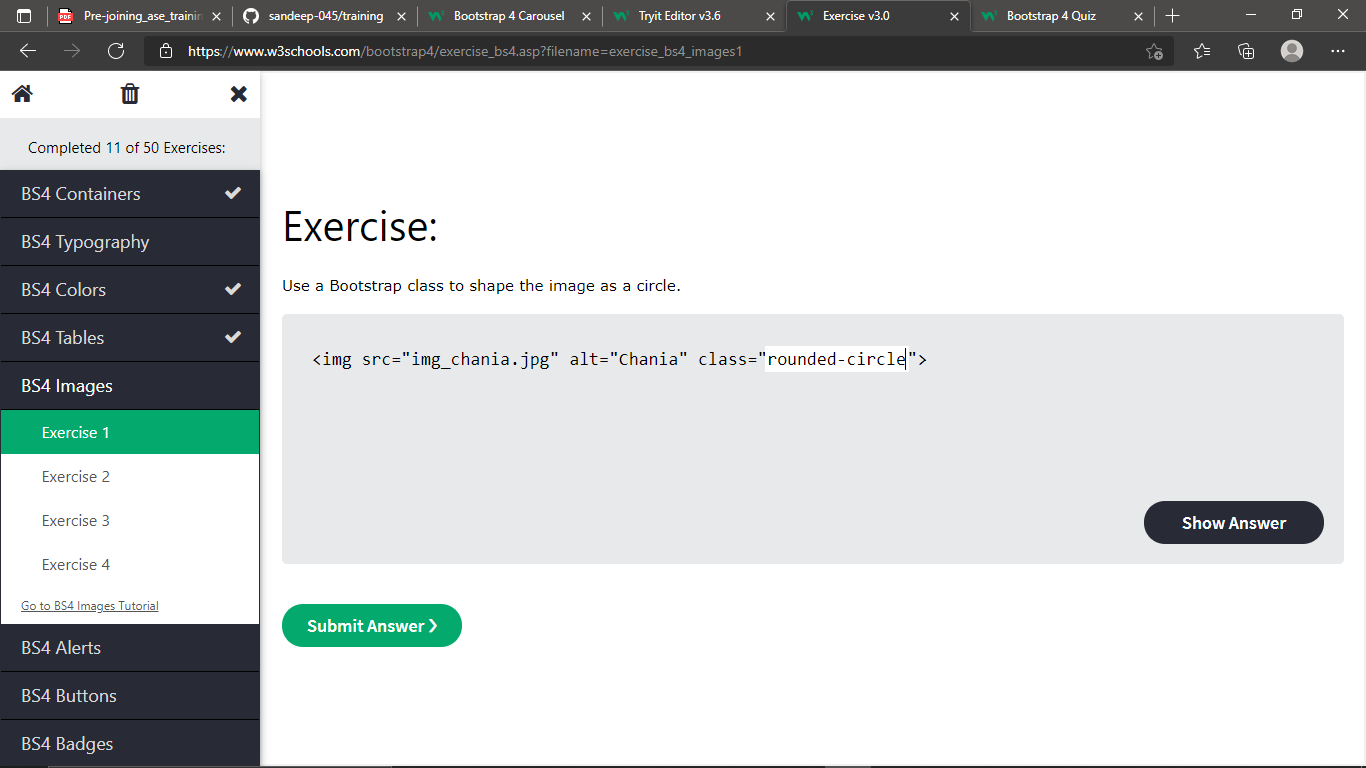 Pre-joining_ase_trainin
sandeep-045/training
Bootstrap 4 Carousel
Tryit Editor v3.6
Exercise v3.0
Bootstrap 4 Quiz
https://www.w3schools.com/bootstrap4/exercise_bs4.asp?filename=exercise_bs4_images1
Completed 11 of 50 Exercises:
BS4 Containers
BS4 Typography
BS4 Colors
BS4 Tables
BS4 Images
Exercise 1
Exercise 2
Exercise 3
Exercise 4
Go to BS4 Images Tutorial
BS4 Alerts
BS4 Buttons
BS4 Badges
Exercise:
Use a Bootstrap class to shape the image as a circle.
<img src="img_chania.jpg" alt="Chania" class="rounded-circle">
Show Answer
Submit Answer ❯